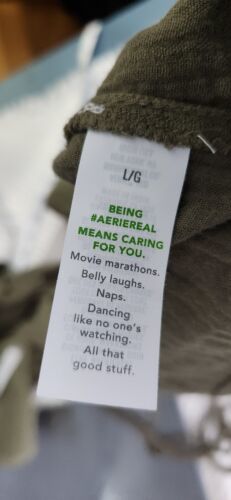 L/G
BEING
#AERIEREAL
MEANS CARING
FOR YOU.
Movie marathons.
Belly laughs.
Naps.
Dancing
like no one's
watching.
All that
good stuff.